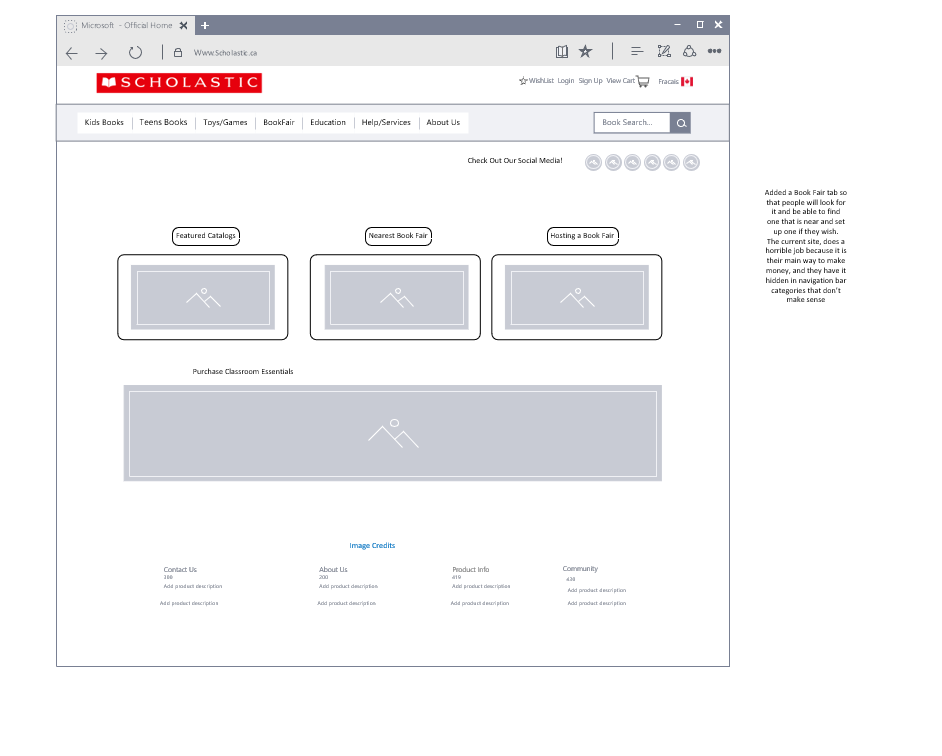 Microsoft - Offical Home
Www.Scholastic.ca
SCHOLASTIC
WishList Login Sign Up View Cart Fracais
Kids Books Teens Books Toys/Games BookFair Education Help/Services About Us
Book Search...
Check Out Our Social Media!
Added a Book Fair tab so
that people will look for
it and be able to find
one that is near and set
up one if they wish.
The current site, does a
horrible job because it is
their main way to make
money, and they have it
hidden in navigation bar
categories that don't
make sense
Featured Catalogs Nearest Book Fair Hosting a Book Fair
Purchase Classroom Essentials
Image Credits
Contact Us About Us Product Info Community
388 200 419 438
Add product description Add product description Add product description Add product description
Add product description Add product description Add product description Add product description